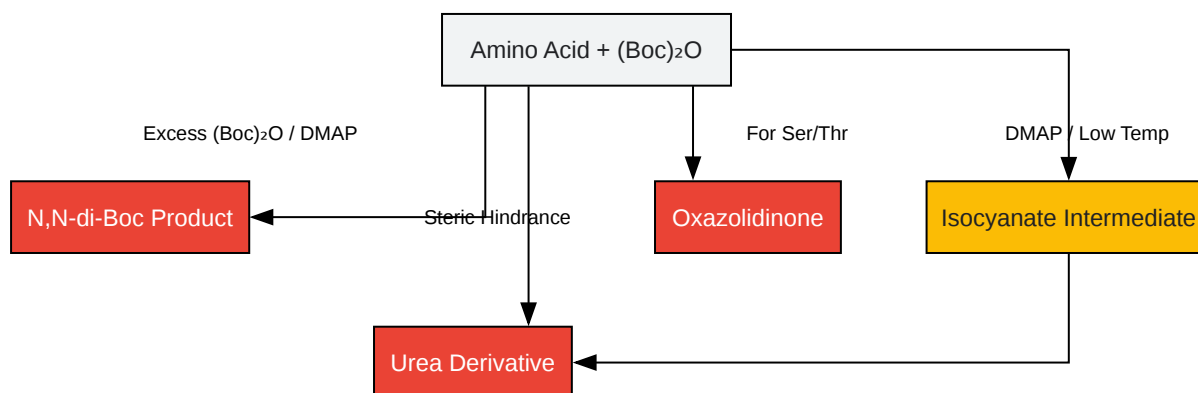 Amino Acid + (Boc)₂O
Excess (Boc)₂O / DMAP
For Ser/Thr
DMAP / Low Temp
N,N-di-Boc Product
Steric Hindrance
Oxazolidinone
Isocyanate Intermediate
Urea Derivative